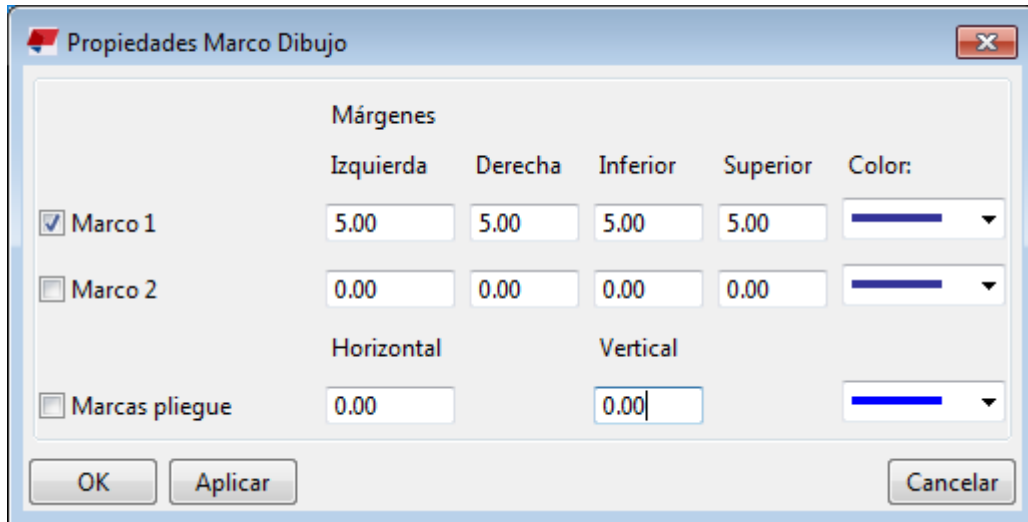 Propiedades Marco Dibujo
Márgenes
Izquierda Derecha Inferior Superior Color:
Marco 1 5.00 5.00 5.00 5.00
Marco 2 0.00 0.00 0.00 0.00
Horizontal Vertical
Marcas pliegue 0.00 0.00
OK Aplicar Cancelar